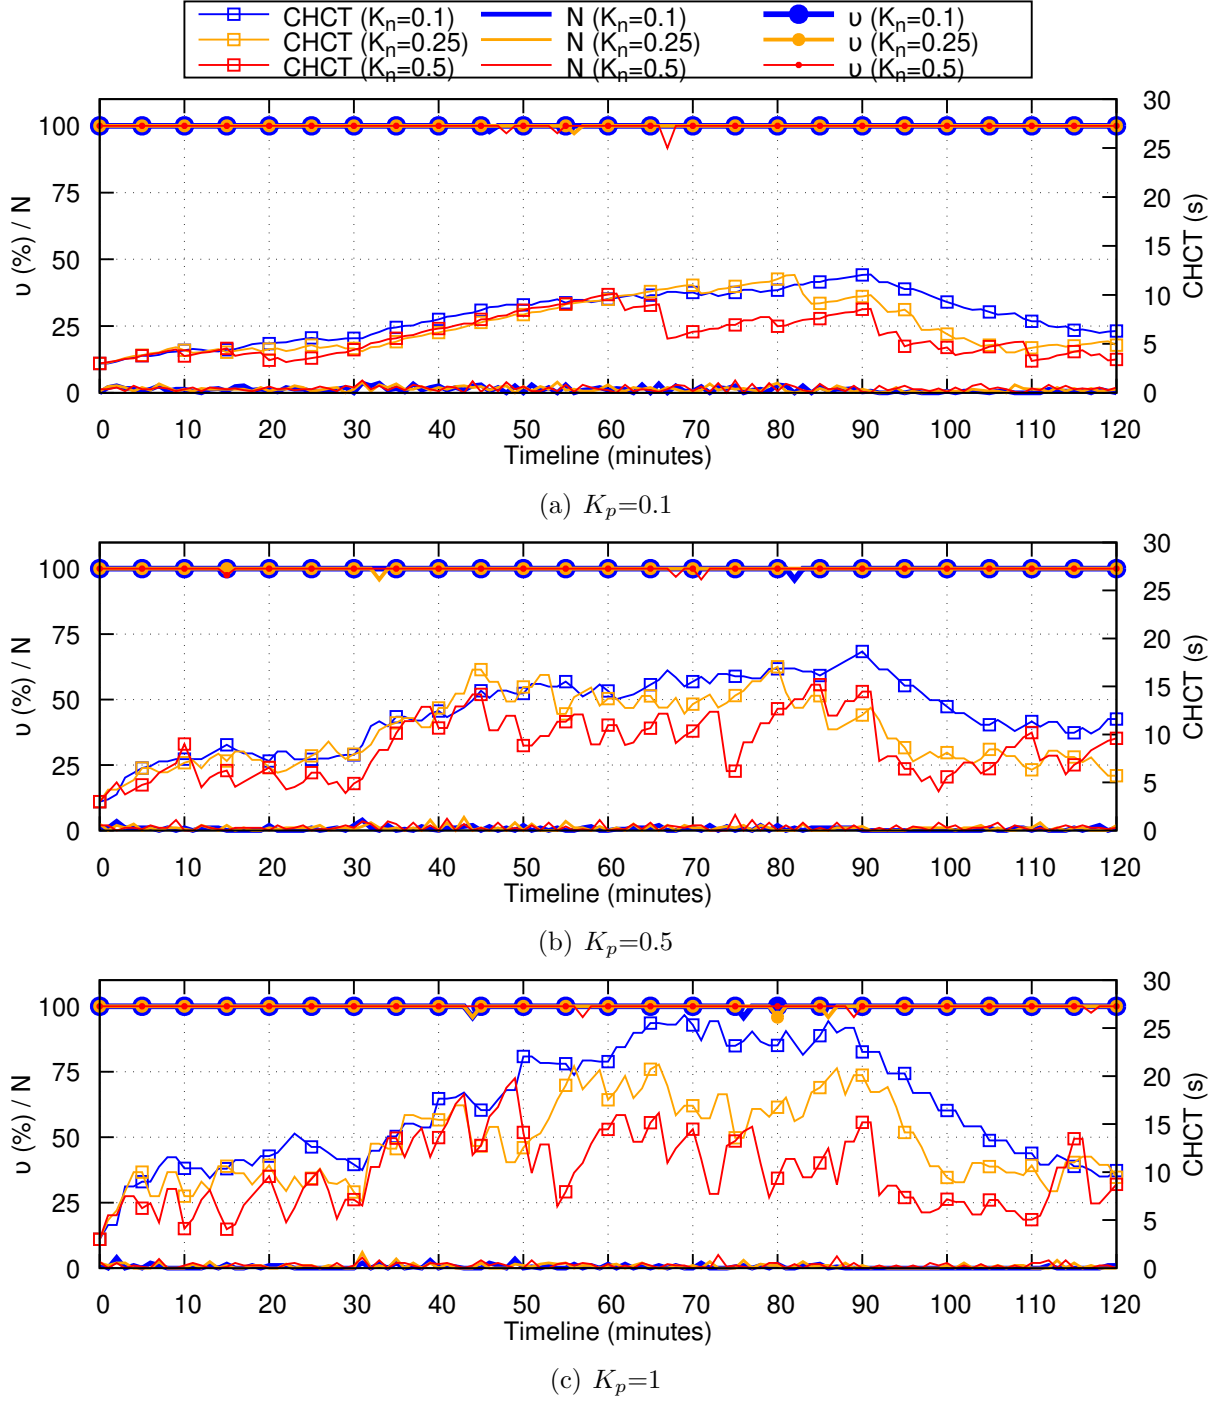 CHCT (Kn=0.1) N (Kn=0.1) υ (Kn=0.1)
CHCT (Kn=0.25) N (Kn=0.25) υ (Kn=0.25)
CHCT (Kn=0.5) N (Kn=0.5) υ (Kn=0.5)
υ (%) / N
100
75
50
25
0
30
25
20
15
10
5
0
CHCT (s)
0 10 20 30 40 50 60 70 80 90 100 110 120
Timeline (minutes)
(a) Kp=0.1
υ (%) / N
100
75
50
25
0
30
25
20
15
10
5
0
CHCT (s)
0 10 20 30 40 50 60 70 80 90 100 110 120
Timeline (minutes)
(b) Kp=0.5
υ (%) / N
100
75
50
25
0
30
25
20
15
10
5
0
CHCT (s)
0 10 20 30 40 50 60 70 80 90 100 110 120
Timeline (minutes)
(c) Kp=1